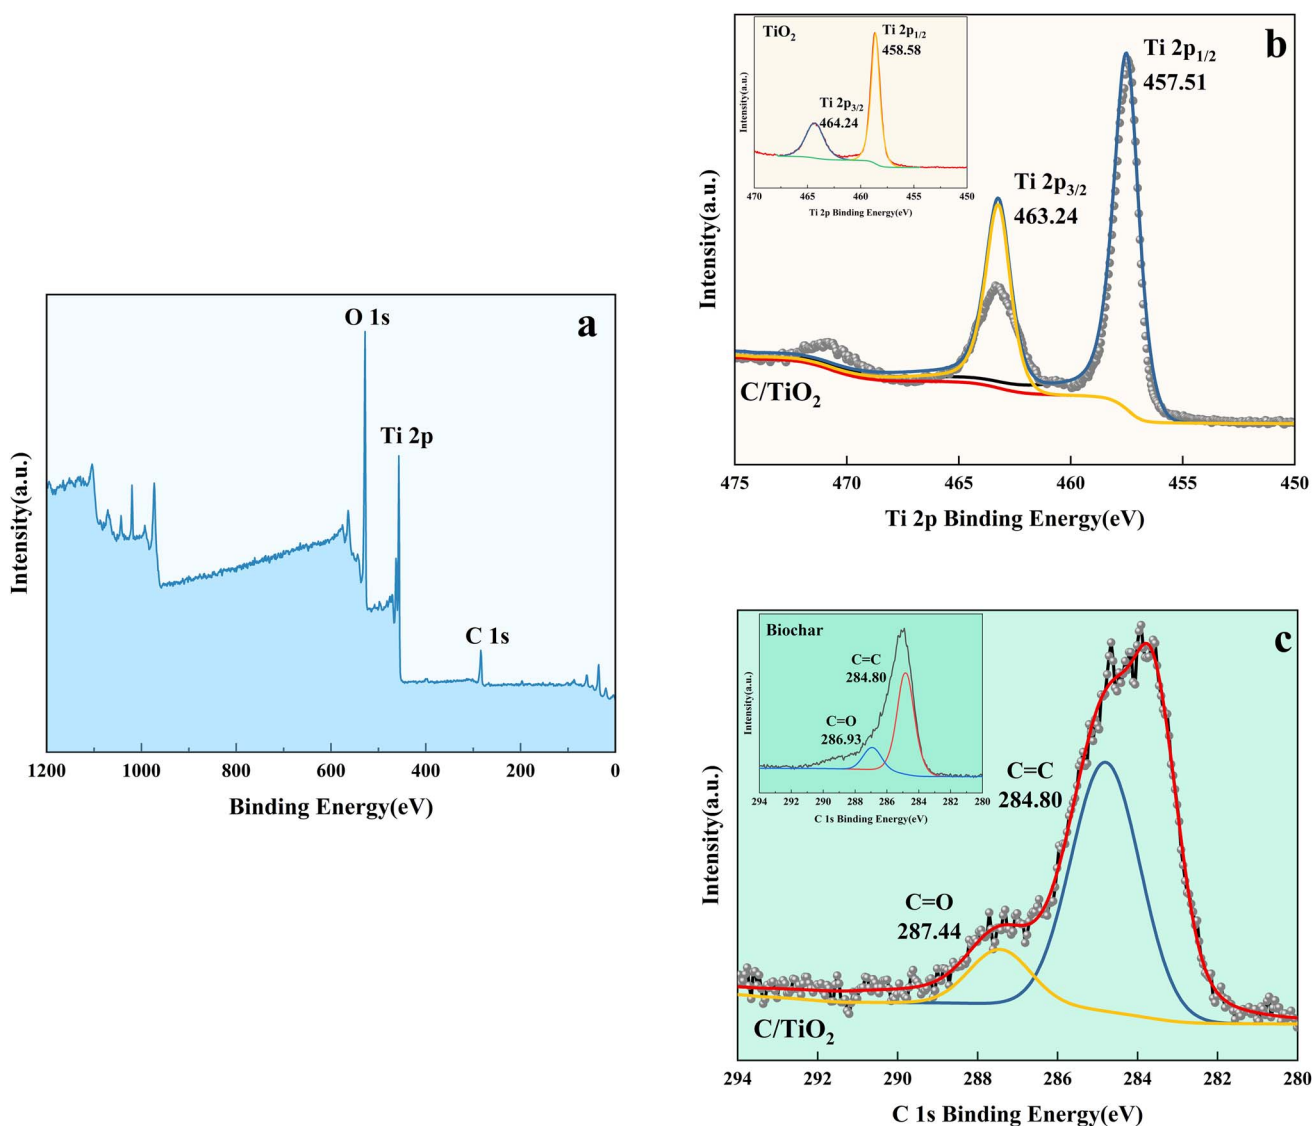 a
O 1s
Ti 2p
C 1s
Intensity(a.u.)
1200 1000 800 600 400 200 0
Binding Energy(eV)
b
TiO₂
Ti 2p₁/₂
458.58
Ti 2p₃/₂
464.24
Intensity(a.u.)
470 465 460 455 450
Ti 2p Binding Energy(eV)
Ti 2p₁/₂
457.51
Ti 2p₃/₂
463.24
C/TiO₂
Intensity(a.u.)
475 470 465 460 455 450
Ti 2p Binding Energy(eV)
c
Biochar
C=C
284.80
C=O
286.93
Intensity(a.u.)
294 292 290 288 286 284 282 280
C 1s Binding Energy(eV)
C=C
284.80
C=O
287.44
C/TiO₂
Intensity(a.u.)
294 292 290 288 286 284 282 280
C 1s Binding Energy(eV)